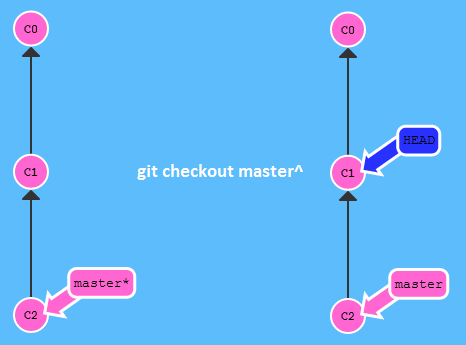 C0
C1
C2
master*
git checkout master^
C0
HEAD
C1
master
C2